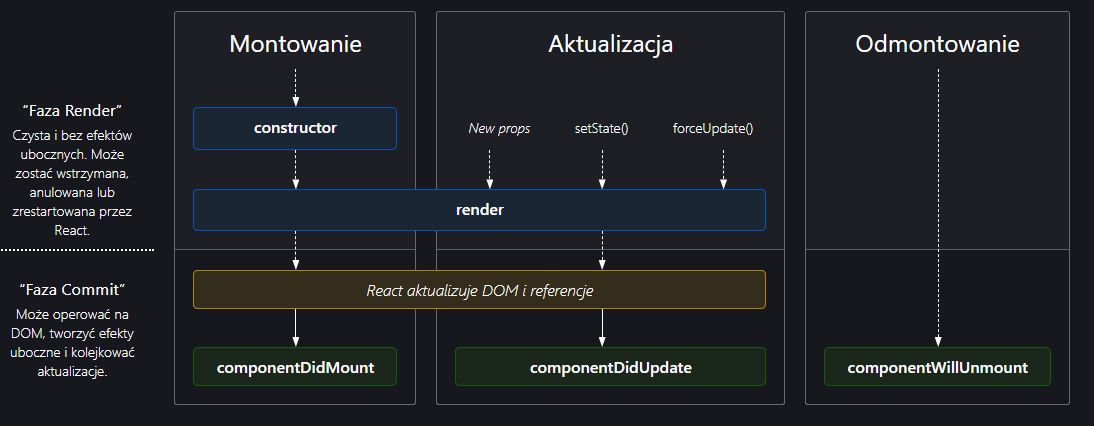 Montowanie
Aktualizacja
Odmontowanie
“Faza Render”
Czysta i bez efektów
ubocznych. Może
zostać wstrzymana,
anulowana lub
zrestartowana przez
React.
constructor
New props
setState()
forceUpdate()
render
“Faza Commit”
Może operować na
DOM, tworzyć efekty
uboczne i kolejkować
aktualizacje.
React aktualizuje DOM i referencje
componentDidMount
componentDidUpdate
componentWillUnmount